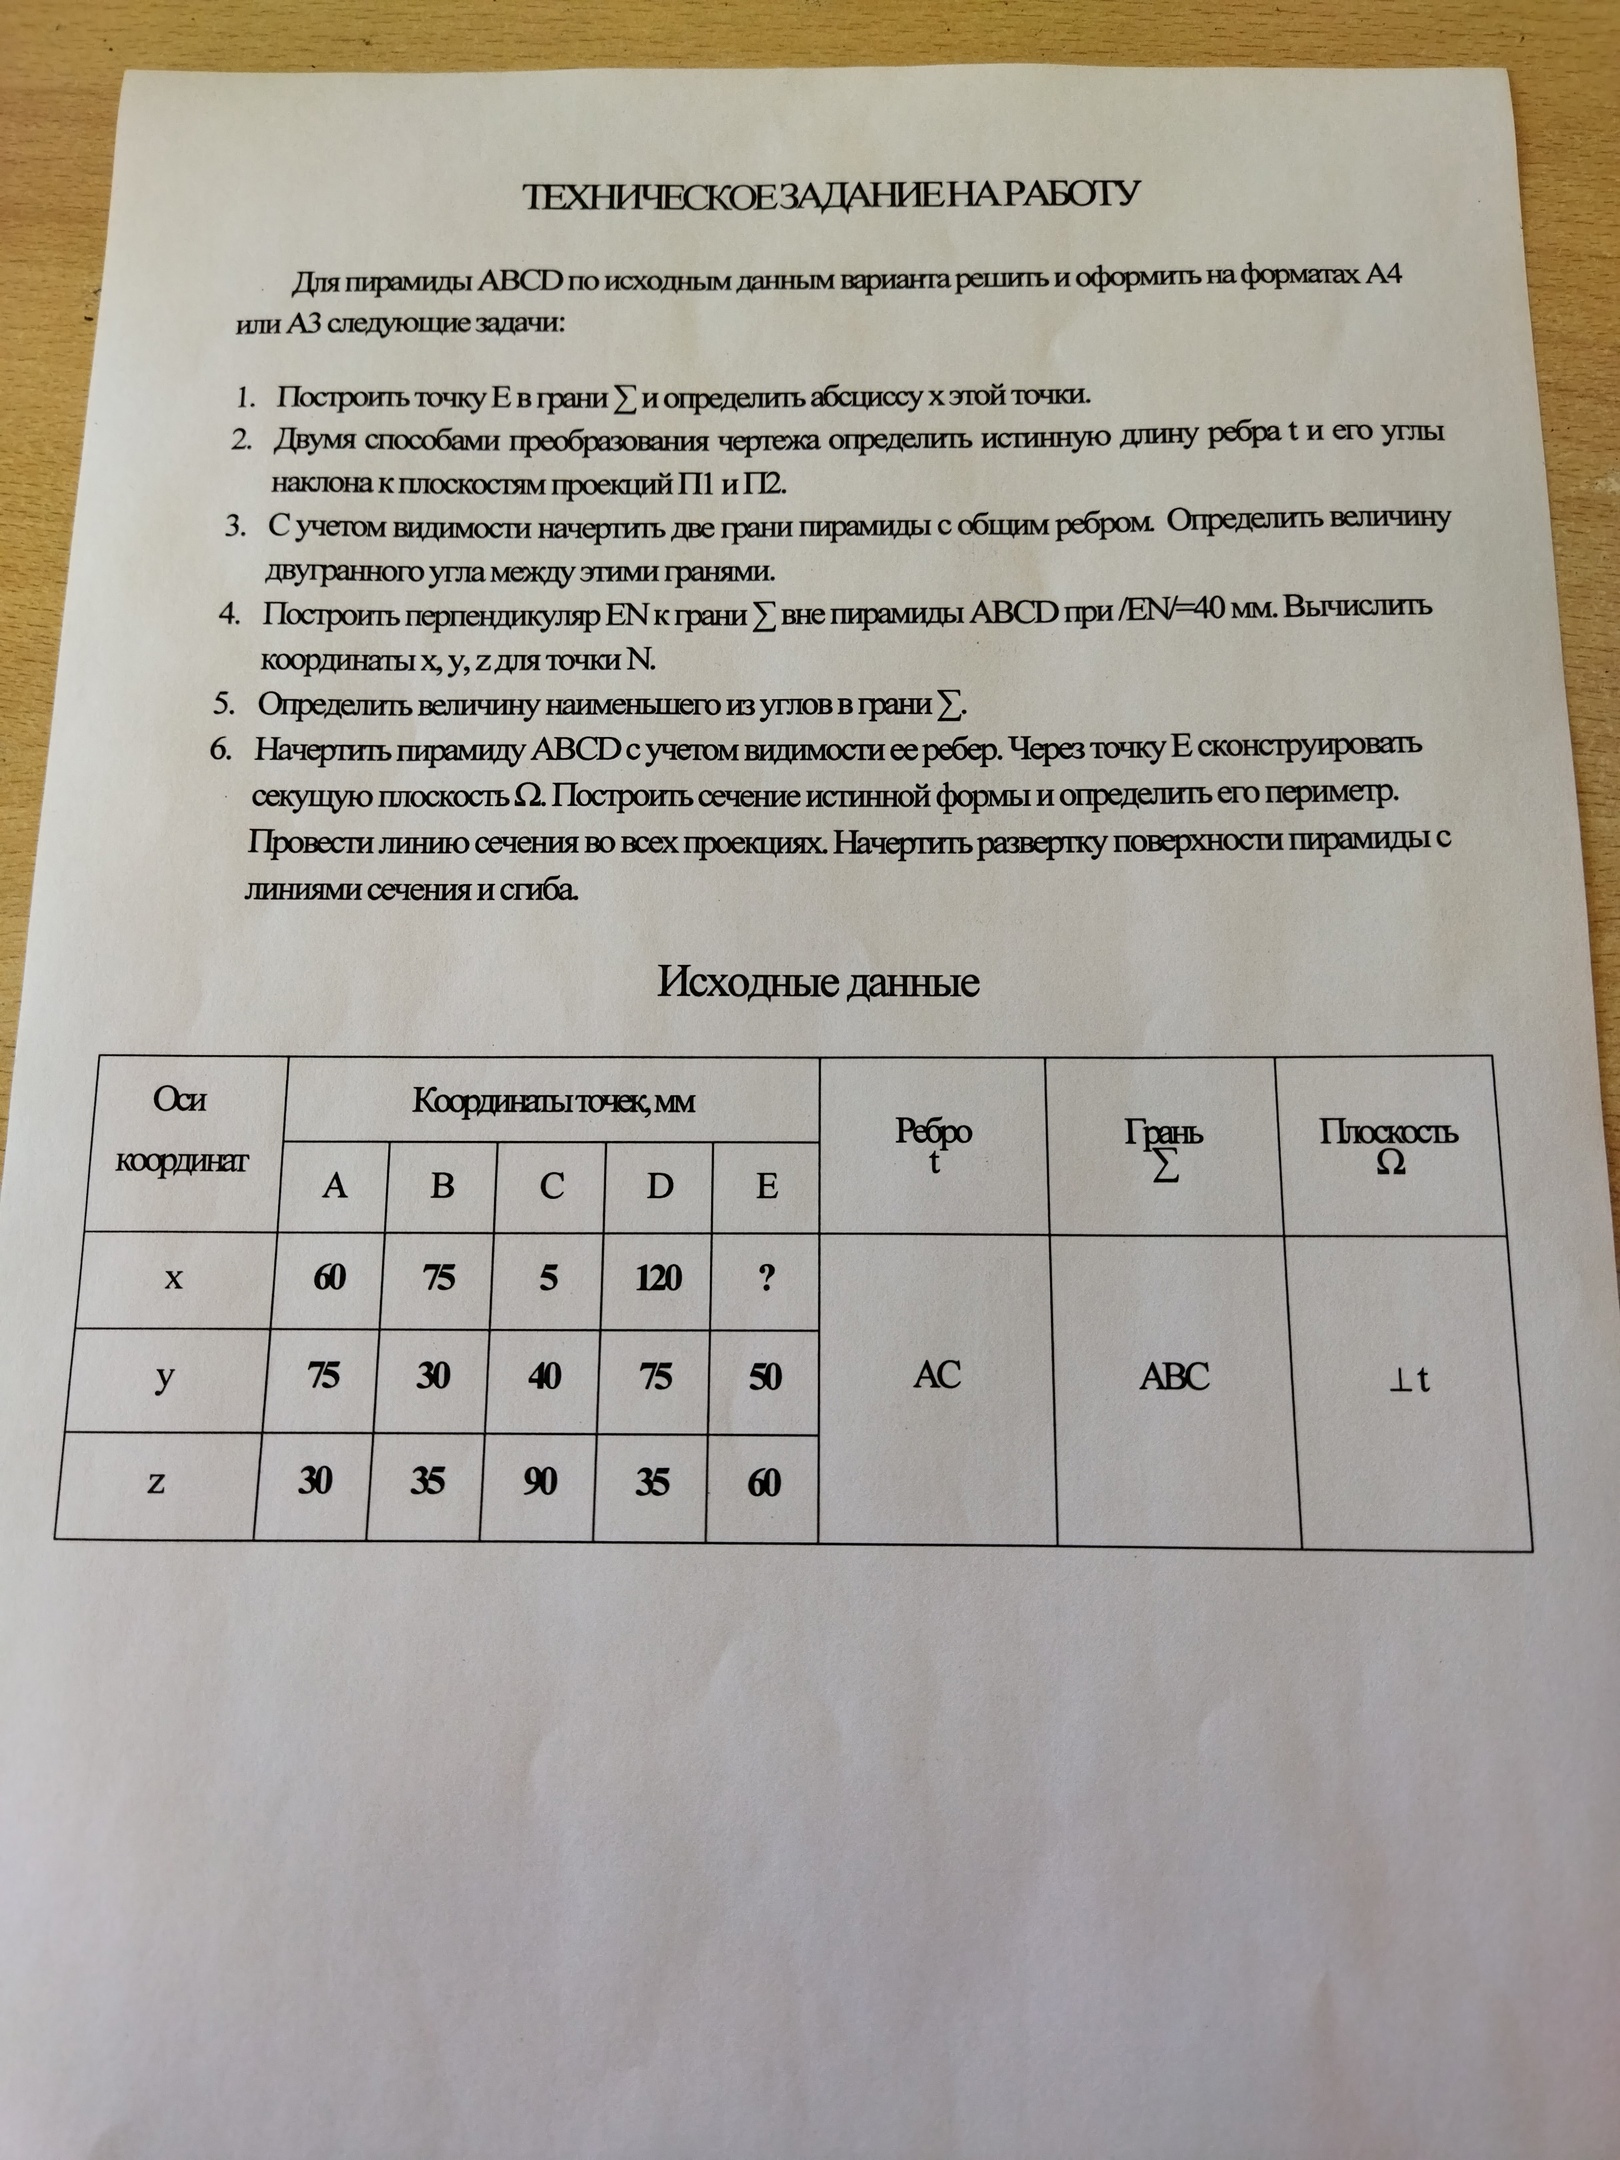 ТЕХНИЧЕСКОЕ ЗАДАНИЕ НА РАБОТУ
Для пирамиды ABCD по исходным данным варианта решить и оформить на форматах А4
или А3 следующие задачи:
1. Построить точку Е в грани ∑ и определить абсциссу х этой точки.
2. Двумя способами преобразования чертежа определить истинную длину ребра t и его углы
наклона к плоскостям проекций П1 и П2.
3. С учетом видимости начертить две грани пирамиды с общим ребром. Определить величину
двугранного угла между этими гранями.
4. Построить перпендикуляр EN к грани ∑ вне пирамиды ABCD при /EN/=40 мм. Вычислить
координаты x, y, z для точки N.
5. Определить величину наименьшего из углов в грани ∑.
6. Начертить пирамиду ABCD с учетом видимости ее ребер. Через точку Е сконструировать
секущую плоскость Ω. Построить сечение истинной формы и определить его периметр.
Провести линию сечения во всех проекциях. Начертить развертку поверхности пирамиды с
линиями сечения и сгиба.
Исходные данные
Оси координат Координаты точек, мм Ребро t Грань ∑ Плоскость Ω
A B C D E
x 60 75 5 120 ?
y 75 30 40 75 50 AC ABC ⊥t
z 30 35 90 35 60